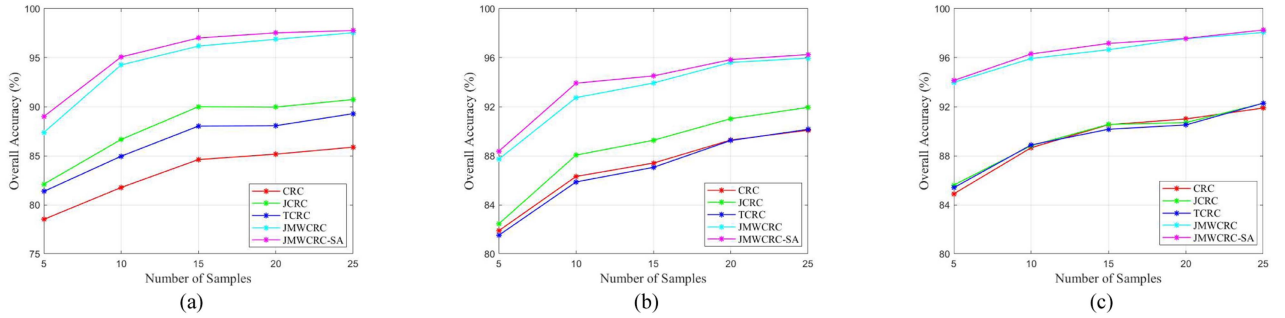 100
95
90
85
80
75
Overall Accuracy (%)
5 10 15 20 25
Number of Samples
CRC
JCRC
TCRC
JMWCRC
JMWCRC-SA
(a)
100
96
92
88
84
80
Overall Accuracy (%)
5 10 15 20 25
Number of Samples
CRC
JCRC
TCRC
JMWCRC
JMWCRC-SA
(b)
100
96
92
88
84
80
Overall Accuracy (%)
5 10 15 20 25
Number of Samples
CRC
JCRC
TCRC
JMWCRC
JMWCRC-SA
(c)